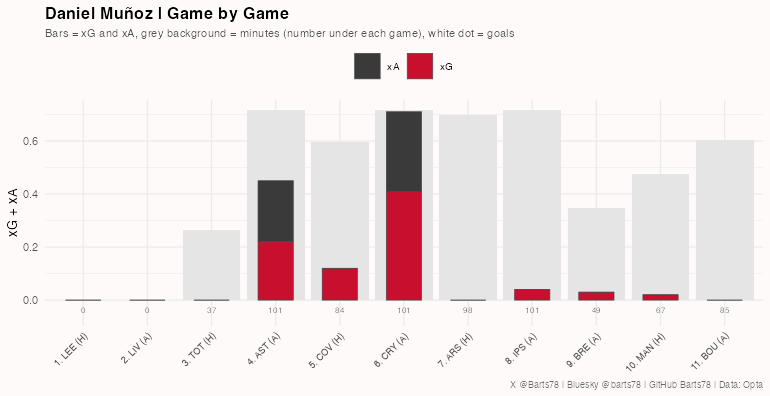 Daniel Muñoz | Game by Game
Bars = xG and xA, grey background = minutes (number under each game), white dot = goals
xA xG
xG + xA
0.6
0.4
0.2
0.0
0 0 37 101 84 101 98 101 49 67 85
1. LEE (H) 2. LIV (A) 3. TOT (H) 4. AST (A) 5. COV (H) 6. CRY (A) 7. ARS (H) 8. IPS (A) 9. BRE (A) 10. MAN (H) 11. BOU (A)
X @Barts78 | Bluesky @barts78 | GitHub Barts78 | Data: Opta